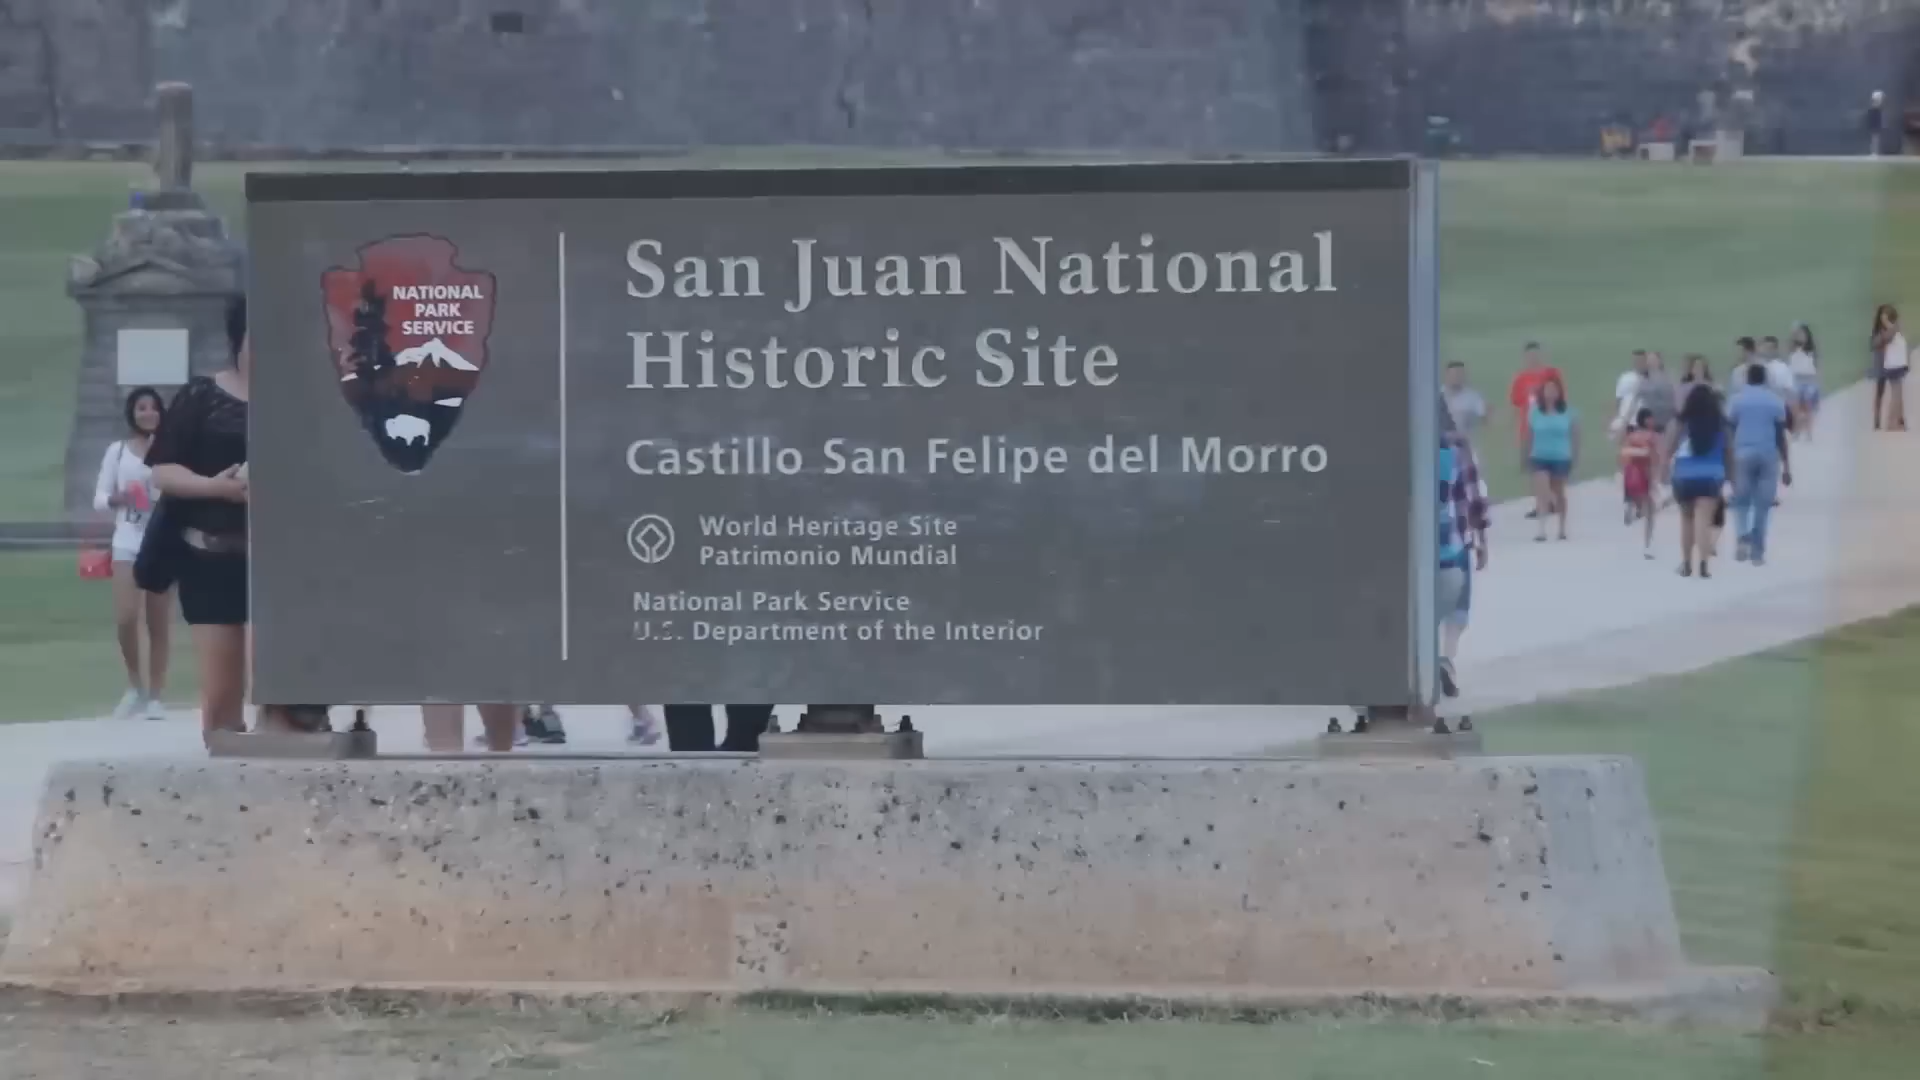 NATIONAL
PARK
SERVICE
San Juan National
Historic Site
Castillo San Felipe del Morro
World Heritage Site
Patrimonio Mundial
National Park Service
U.S. Department of the Interior